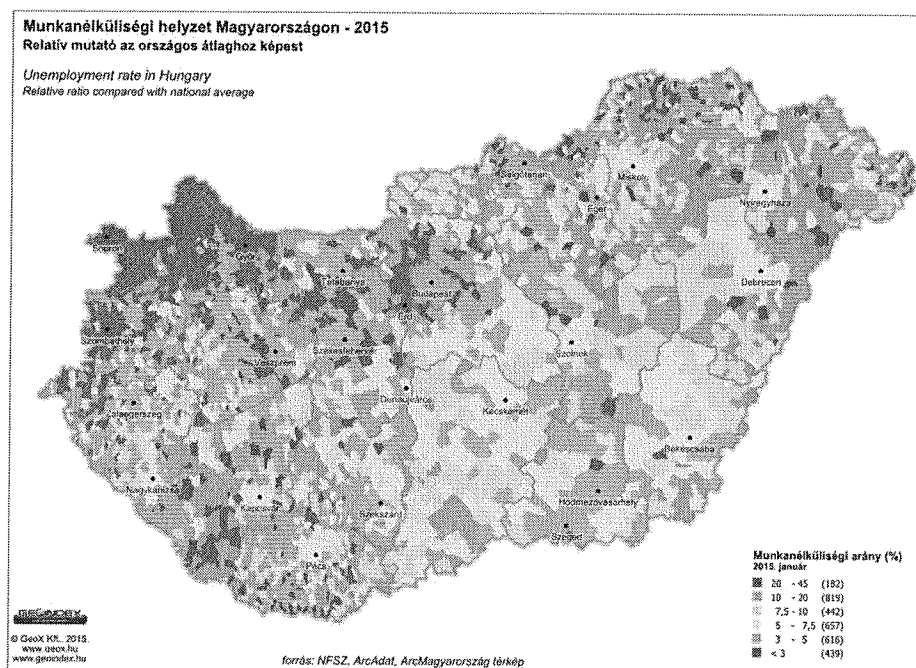 Munkanélküliségi helyzet Magyarországon - 2015
Relatív mutató az országos átlaghoz képest
Unemployment rate in Hungary
Relative ratio compared with national average
Salgótarján
Miskolc
Eger
Nyíregyháza
Sopron
Győr
Tatabánya
Budapest
Debrecen
Érd
Szombathely
Veszprém
Székesfehérvár
Szolnok
Dunaújváros
Zalaegerszeg
Kecskemét
Békéscsaba
Nagykanizsa
Kaposvár
Szekszárd
Hódmezővásárhely
Szeged
Pécs
Munkanélküliségi arány (%)
2015. január
20 - 45 (182)
10 - 20 (819)
7,5 - 10 (442)
5 - 7,5 (657)
3 - 5 (616)
< 3 (439)
GEOINDEX
© GeoX Kft., 2015.
www.geox.hu
www.geoindex.hu
forrás: NFSZ, ArcAdat, ArcMagyarország térkép